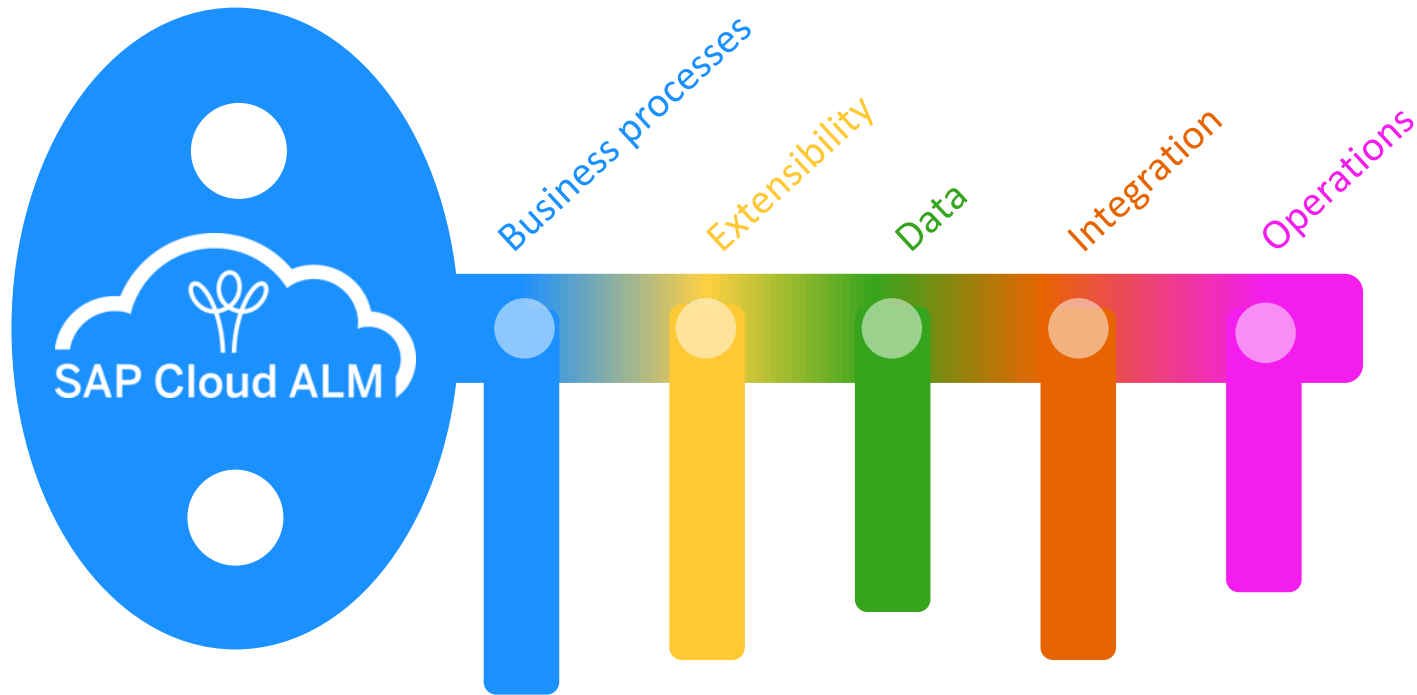 SAP Cloud ALM
Business processes
Extensibility
Data
Integration
Operations